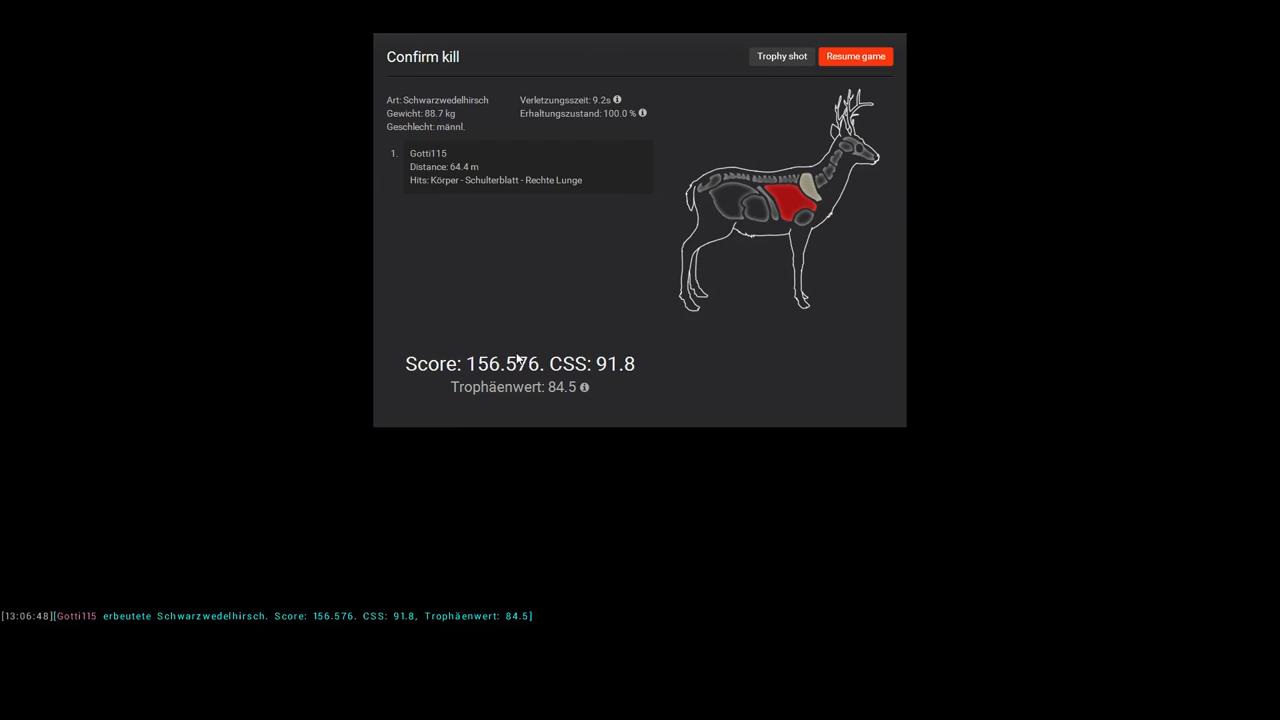 Confirm kill
Trophy shot
Resume game
Art: Schwarzwedelhirsch
Verletzungsszeit: 9.2s
Gewicht: 88.7 kg
Erhaltungszustand: 100.0 %
Geschlecht: männl.
1. Gotti115
Distance: 64.4 m
Hits: Körper - Schulterblatt - Rechte Lunge
Score: 156.576. CSS: 91.8
Trophäenwert: 84.5
[13:06:48][Gotti115 erbeutete Schwarzwedelhirsch. Score: 156.576. CSS: 91.8, Trophäenwert: 84.5]